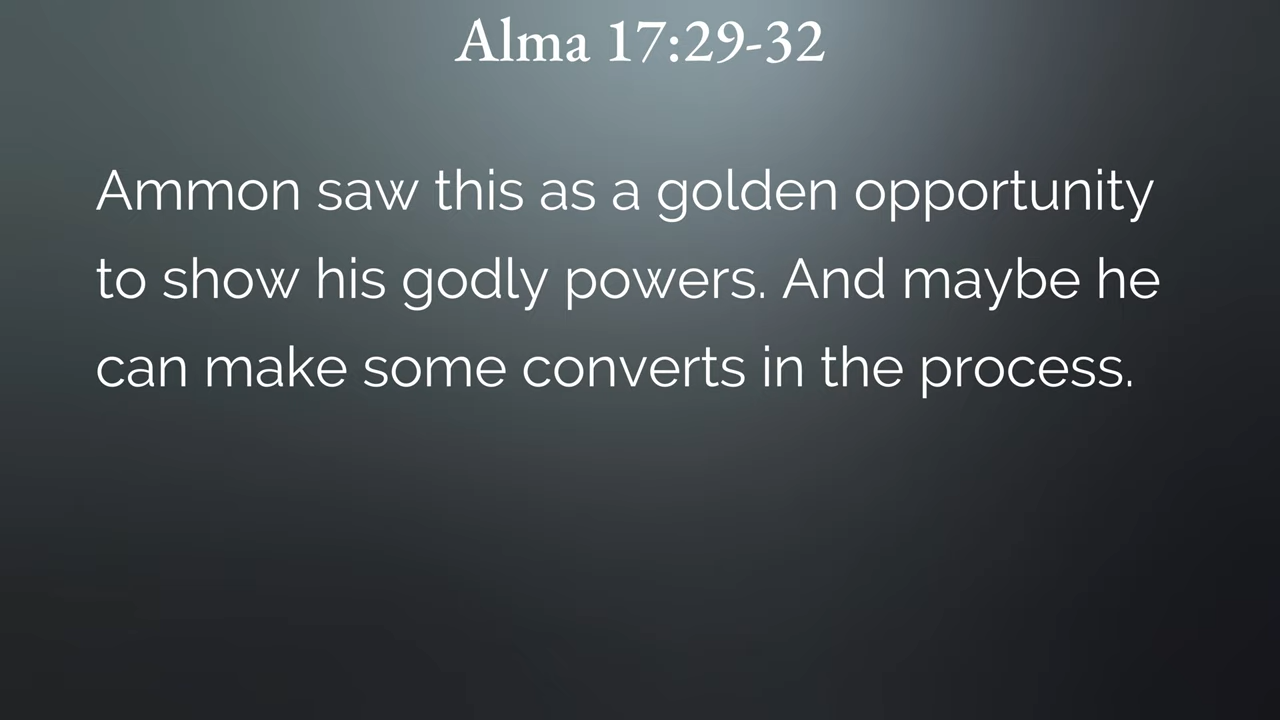 Alma 17:29-32
Ammon saw this as a golden opportunity
to show his godly powers. And maybe he
can make some converts in the process.